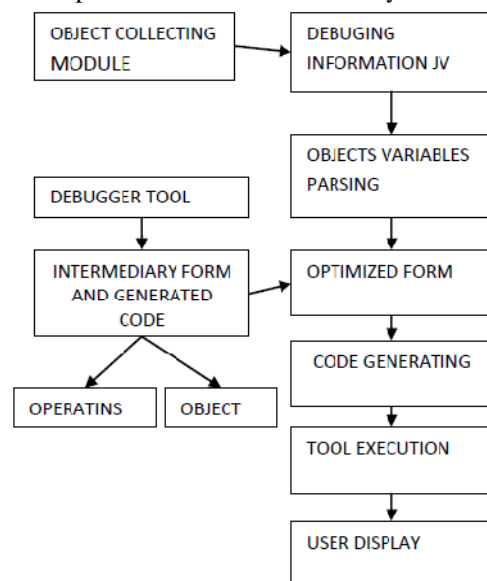 OBJECT COLLECTING
MODULE
DEBUGING
INFORMATION JV
OBJECTS VARIABLES
PARSING
DEBUGGER TOOL
INTERMEDIARY FORM
AND GENERATED
CODE
OPTIMIZED FORM
CODE GENERATING
OPERATINS
OBJECT
TOOL EXECUTION
USER DISPLAY